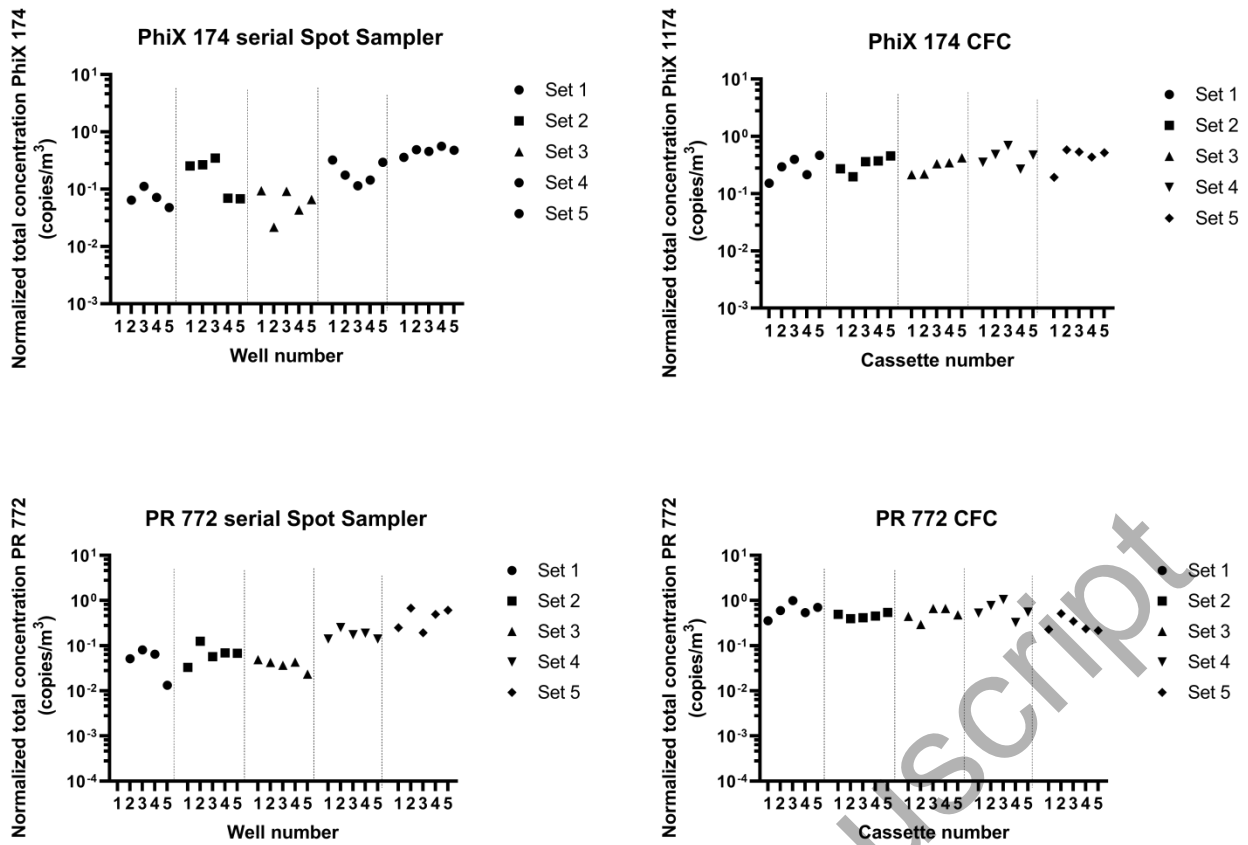 PhiX 174 serial Spot Sampler
Normalized total concentration PhiX 174
(copies/m³)
10¹
10⁰
10⁻¹
10⁻²
10⁻³
1 2 3 4 5 1 2 3 4 5 1 2 3 4 5 1 2 3 4 5 1 2 3 4 5
Well number
Set 1
Set 2
Set 3
Set 4
Set 5
PhiX 174 CFC
Normalized total concentration PhiX 1174
(copies/m³)
10¹
10⁰
10⁻¹
10⁻²
10⁻³
1 2 3 4 5 1 2 3 4 5 1 2 3 4 5 1 2 3 4 5 1 2 3 4 5
Cassette number
Set 1
Set 2
Set 3
Set 4
Set 5
PR 772 serial Spot Sampler
Normalized total concentration PR 772
(copies/m³)
10¹
10⁰
10⁻¹
10⁻²
10⁻³
10⁻⁴
1 2 3 4 5 1 2 3 4 5 1 2 3 4 5 1 2 3 4 5 1 2 3 4 5
Well number
Set 1
Set 2
Set 3
Set 4
Set 5
PR 772 CFC
Normalized total concentration PR 772
(copies/m³)
10¹
10⁰
10⁻¹
10⁻²
10⁻³
10⁻⁴
1 2 3 4 5 1 2 3 4 5 1 2 3 4 5 1 2 3 4 5 1 2 3 4 5
Cassette number
Set 1
Set 2
Set 3
Set 4
Set 5
uscript